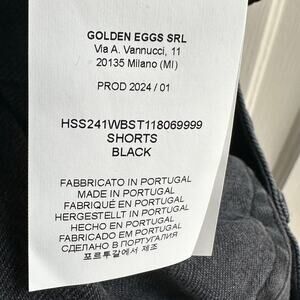 GOLDEN EGGS SRL
Via A. Vannucci, 11
20135 Milano (MI)
PROD 2024 / 01
HSS241WBST118069999
SHORTS
BLACK
FABBRICATO IN PORTUGAL
MADE IN PORTUGAL
FABRIQUÉ EN PORTUGAL
HERGESTELLT IN PORTUGAL
HECHO EN PORTUGAL
FABRICADO EM PORTUGAL
СДЕЛАНО В ПОРТУГАЛИЯ
포르투갈에서 제조